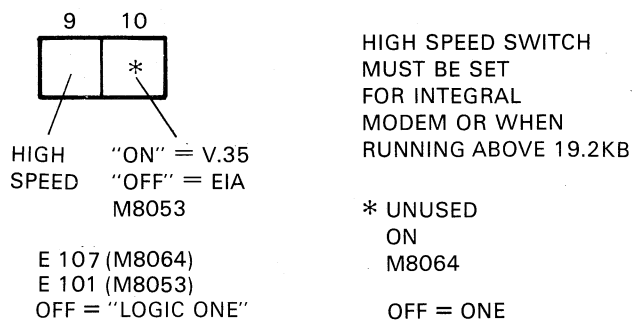 9 10
*
HIGH SPEED SWITCH
MUST BE SET
FOR INTEGRAL
MODEM OR WHEN
RUNNING ABOVE 19.2KB
HIGH "ON" = V.35
SPEED "OFF" = EIA
M8053
* UNUSED
ON
M8064
E 107 (M8064)
E 101 (M8053)
OFF = "LOGIC ONE"
OFF = ONE